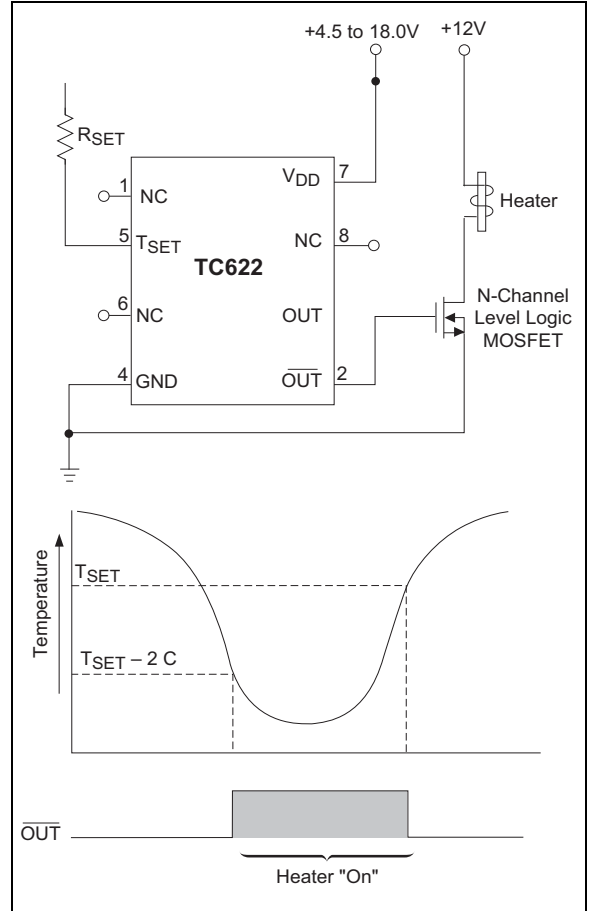 +4.5 to 18.0V
+12V
RSET
1
NC
VDD
7
Heater
5
TSET
NC
8
TC622
6
NC
OUT
N-Channel
Level Logic
MOSFET
4
GND
OUT
2
Temperature
TSET
TSET – 2 C
OUT
Heater "On"